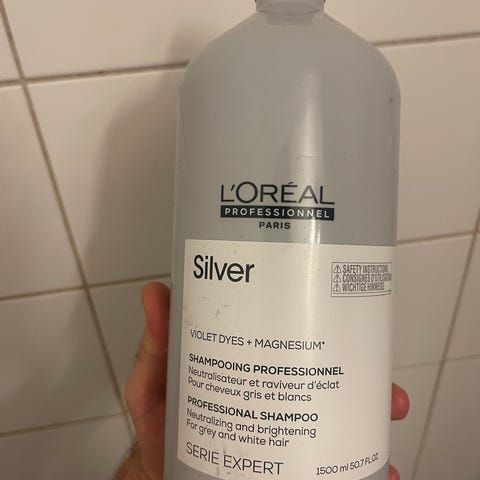 L'ORÉAL
PROFESSIONNEL
PARIS
Silver
⚠ SAFETY INSTRUCTIONS
⚠ CONSIGNES D'UTILISATION
⚠ WICHTIGE HINWEISE
VIOLET DYES + MAGNESIUM*
SHAMPOOING PROFESSIONNEL
Neutralisateur et raviveur d'éclat
Pour cheveux gris et blancs
PROFESSIONAL SHAMPOO
Neutralizing and brightening
For grey and white hair
SERIE EXPERT
1500 ml 50.7 FL.OZ